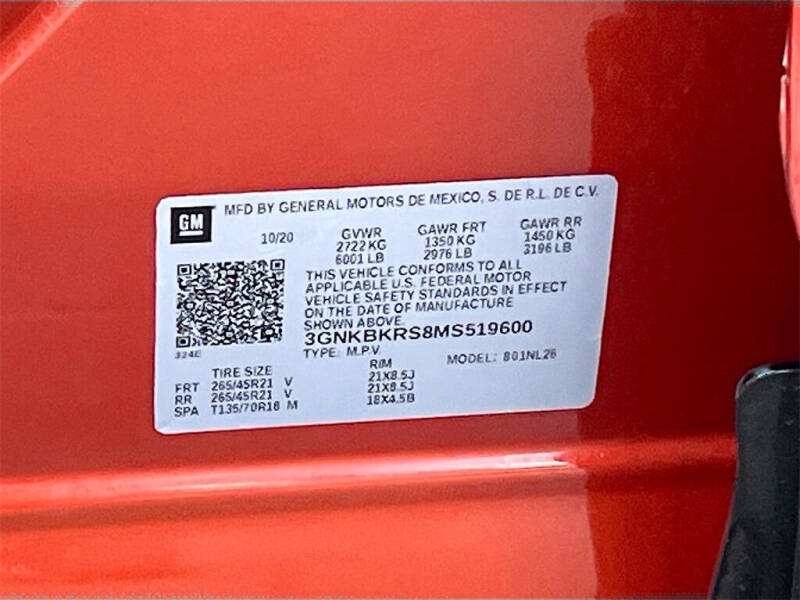 GM MFD BY GENERAL MOTORS DE MEXICO, S. DE R.L. DE C.V.
10/20 GVWR GAWR FRT GAWR RR
2722 KG 1350 KG 1450 KG
6001 LB 2976 LB 3196 LB
THIS VEHICLE CONFORMS TO ALL
APPLICABLE U.S. FEDERAL MOTOR
VEHICLE SAFETY STANDARDS IN EFFECT
ON THE DATE OF MANUFACTURE
SHOWN ABOVE.
3GNKBKRS8MS519600
324E
TYPE: M.P.V. MODEL: 801NL26
TIRE SIZE RIM
FRT 265/45R21 V 21X8.5J
RR 265/45R21 V 21X8.5J
SPA T135/70R18 M 18X4.5B